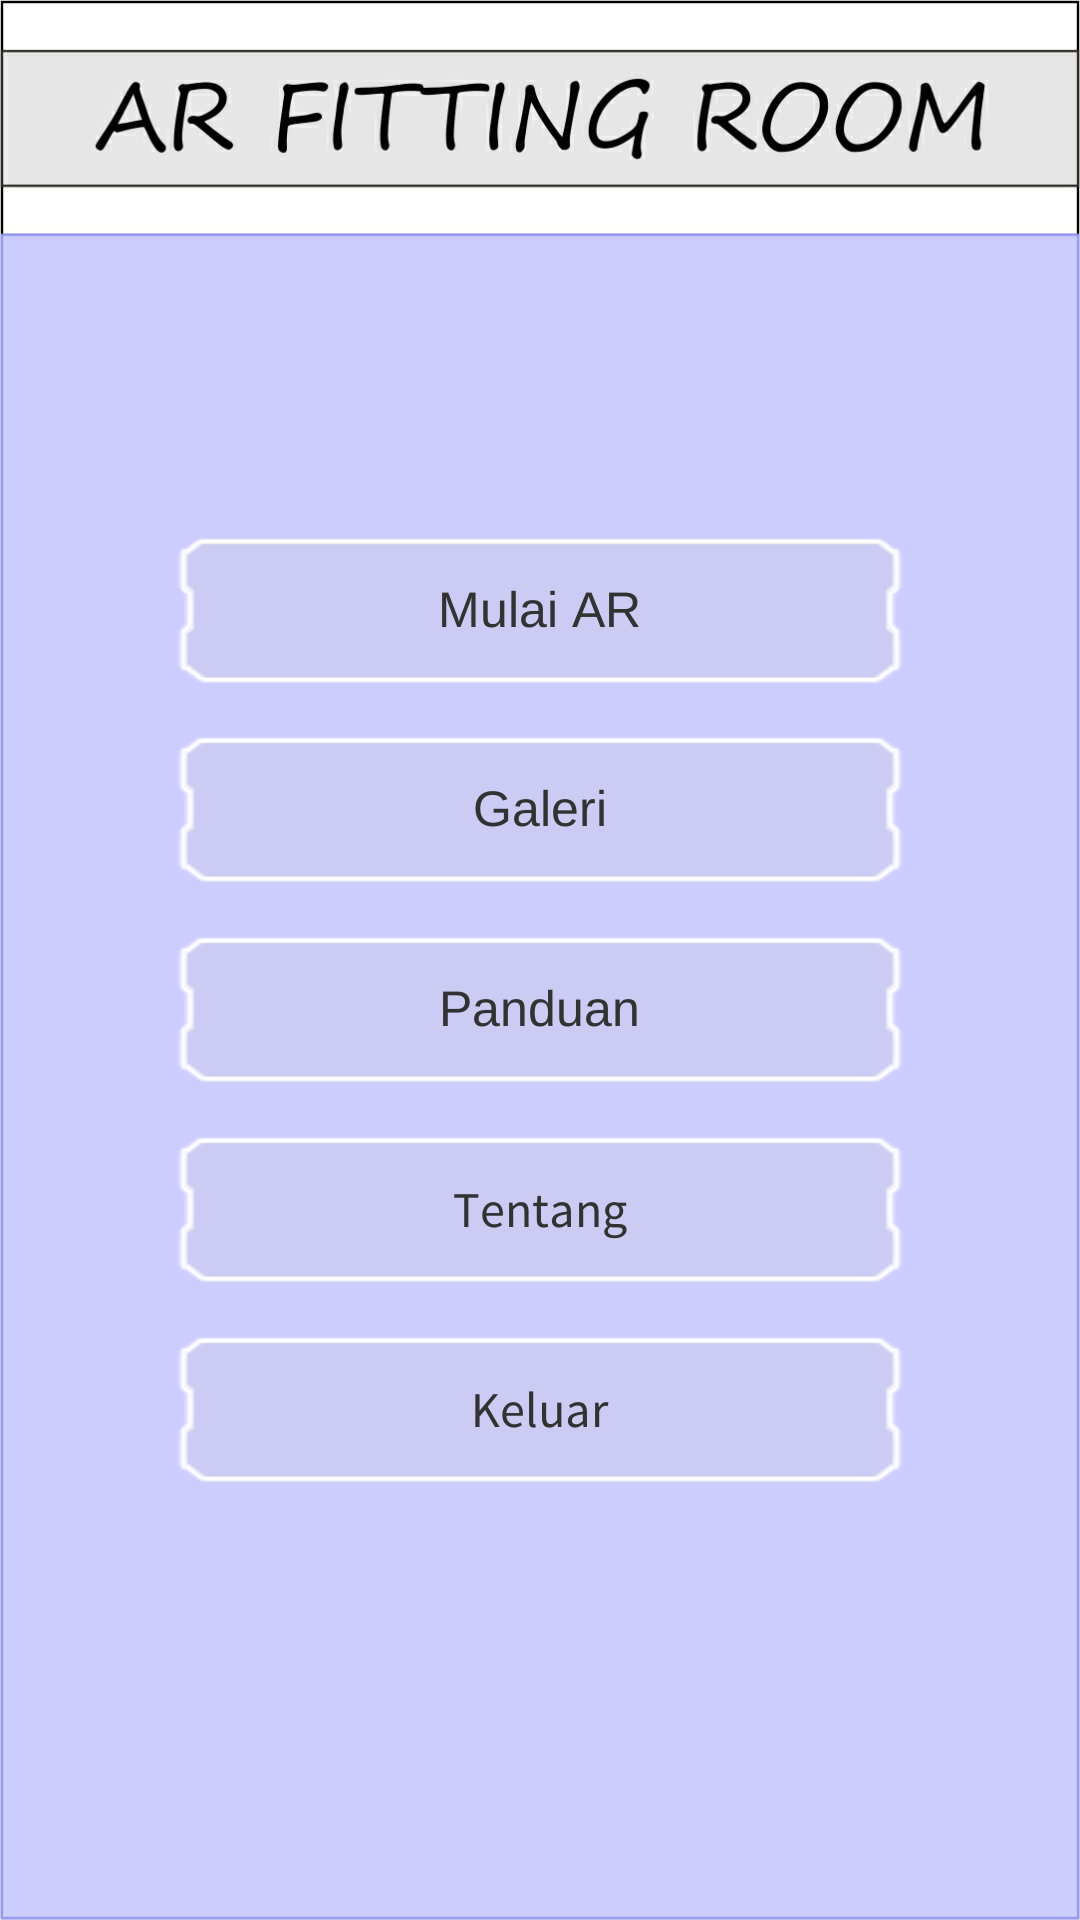 AR FITTING ROOM
Mulai AR
Galeri
Panduan
Tentang
Keluar